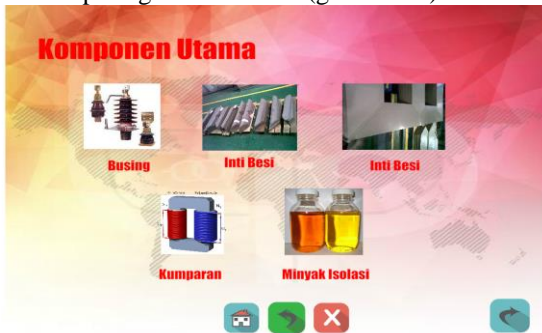 Komponen Utama
Busing
Inti Besi
Inti Besi
Kumparan
Minyak Isolasi